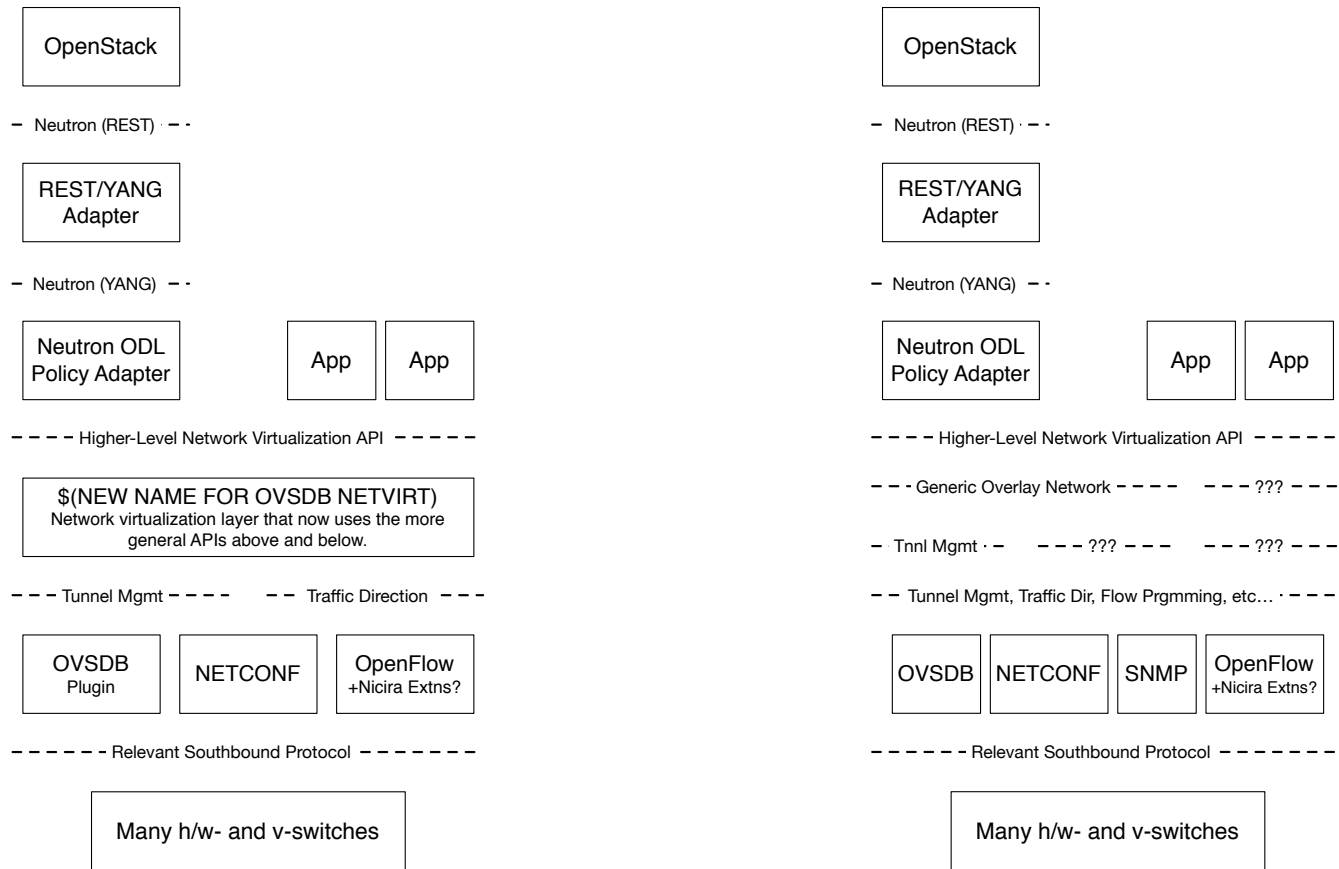 OpenStack
Neutron (REST)
REST/YANG
Adapter
Neutron (YANG)
Neutron ODL
Policy Adapter
App
App
Higher-Level Network Virtualization API
$(NEW NAME FOR OVSDB NETVIRT)
Network virtualization layer that now uses the more
general APIs above and below.
Tunnel Mgmt
Traffic Direction
OVSDB
Plugin
NETCONF
OpenFlow
+Nicira Extns?
Relevant Southbound Protocol
Many h/w- and v-switches
OpenStack
Neutron (REST)
REST/YANG
Adapter
Neutron (YANG)
Neutron ODL
Policy Adapter
App
App
Higher-Level Network Virtualization API
Generic Overlay Network
???
Tnnl Mgmt
???
???
Tunnel Mgmt, Traffic Dir, Flow Prgmming, etc…
OVSDB
NETCONF
SNMP
OpenFlow
+Nicira Extns?
Relevant Southbound Protocol
Many h/w- and v-switches